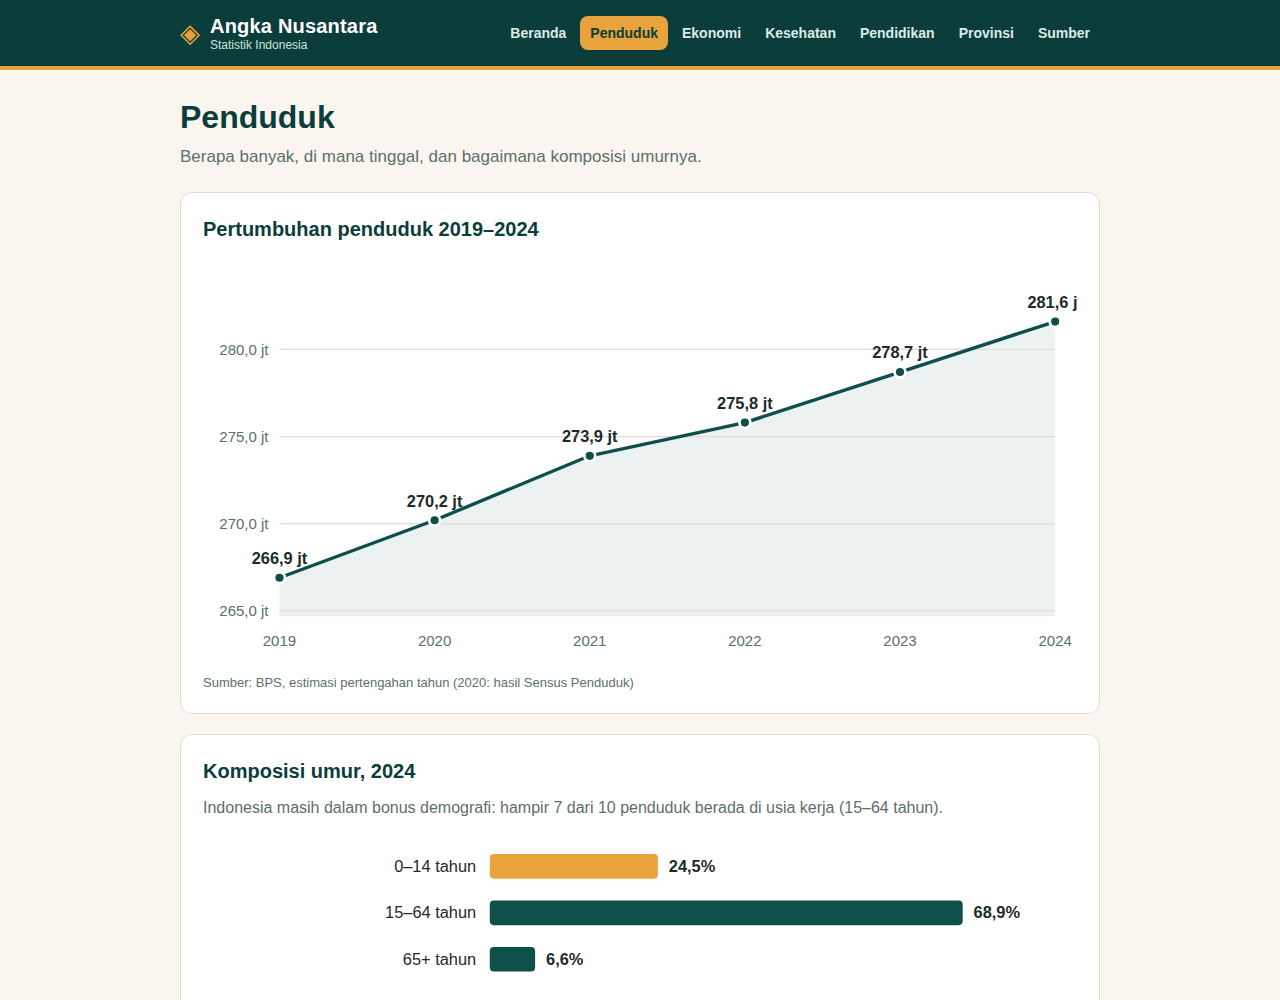 Angka Nusantara
Statistik Indonesia
Beranda
Penduduk
Ekonomi
Kesehatan
Pendidikan
Provinsi
Sumber
Penduduk
Berapa banyak, di mana tinggal, dan bagaimana komposisi umurnya.
Pertumbuhan penduduk 2019–2024
281,6 j
280,0 jt
278,7 jt
275,8 jt
275,0 jt
273,9 jt
270,2 jt
270,0 jt
266,9 jt
265,0 jt
2019
2020
2021
2022
2023
2024
Sumber: BPS, estimasi pertengahan tahun (2020: hasil Sensus Penduduk)
Komposisi umur, 2024
Indonesia masih dalam bonus demografi: hampir 7 dari 10 penduduk berada di usia kerja (15–64 tahun).
0–14 tahun 24,5%
15–64 tahun 68,9%
65+ tahun 6,6%